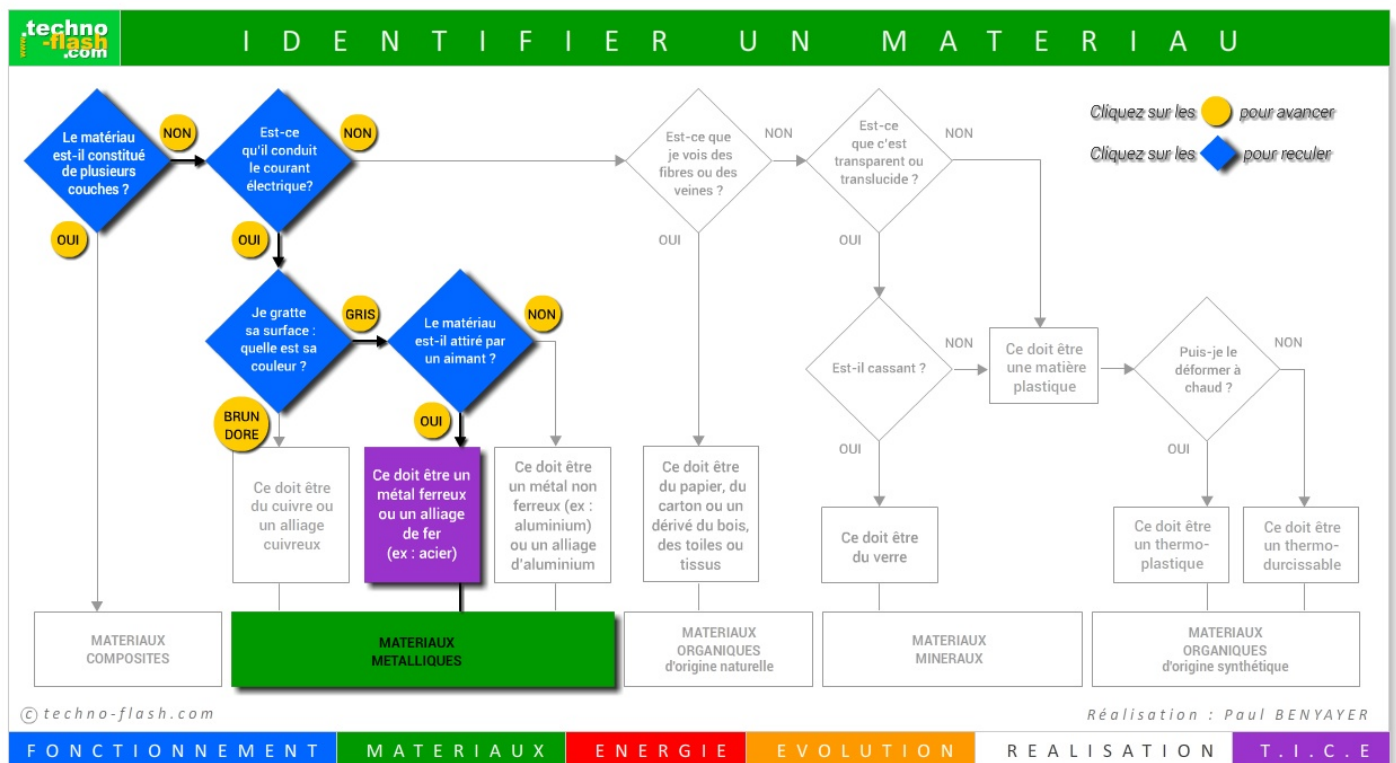 www.techno
-flash
.com
IDENTIFIER UN MATERIAU
Le matériau
est-il constitué
de plusieurs
couches ?
NON
Est-ce
qu'il conduit
le courant
électrique?
NON
Est-ce que
je vois des
fibres ou des
veines ?
NON
Est-ce
que c'est
transparent ou
translucide ?
NON
Cliquez sur les pour avancer
Cliquez sur les pour reculer
OUI
OUI
OUI
OUI
Je gratte
sa surface :
quelle est sa
couleur ?
GRIS
Le matériau
est-il attiré par
un aimant ?
NON
Est-il cassant ?
NON
Ce doit être
une matière
plastique
Puis-je le
déformer à
chaud ?
NON
BRUN
DORE
OUI
OUI
OUI
Ce doit être
du cuivre ou
un alliage
cuivreux
Ce doit être un
métal ferreux
ou un alliage
de fer
(ex : acier)
Ce doit être
un métal non
ferreux (ex :
aluminium)
ou un alliage
d'aluminium
Ce doit être
du papier, du
carton ou un
dérivé du bois,
des toiles ou
tissus
Ce doit être
du verre
Ce doit être
un thermo-
plastique
Ce doit être
un thermo-
durcissable
MATERIAUX
COMPOSITES
MATERIAUX
METALLIQUES
MATERIAUX
ORGANIQUES
d'origine naturelle
MATERIAUX
MINERAUX
MATERIAUX
ORGANIQUES
d'origine synthétique
© techno-flash.com
Réalisation : Paul BENYAYER
FONCTIONNEMENT
MATERIAUX
ENERGIE
EVOLUTION
REALISATION
T.I.C.E